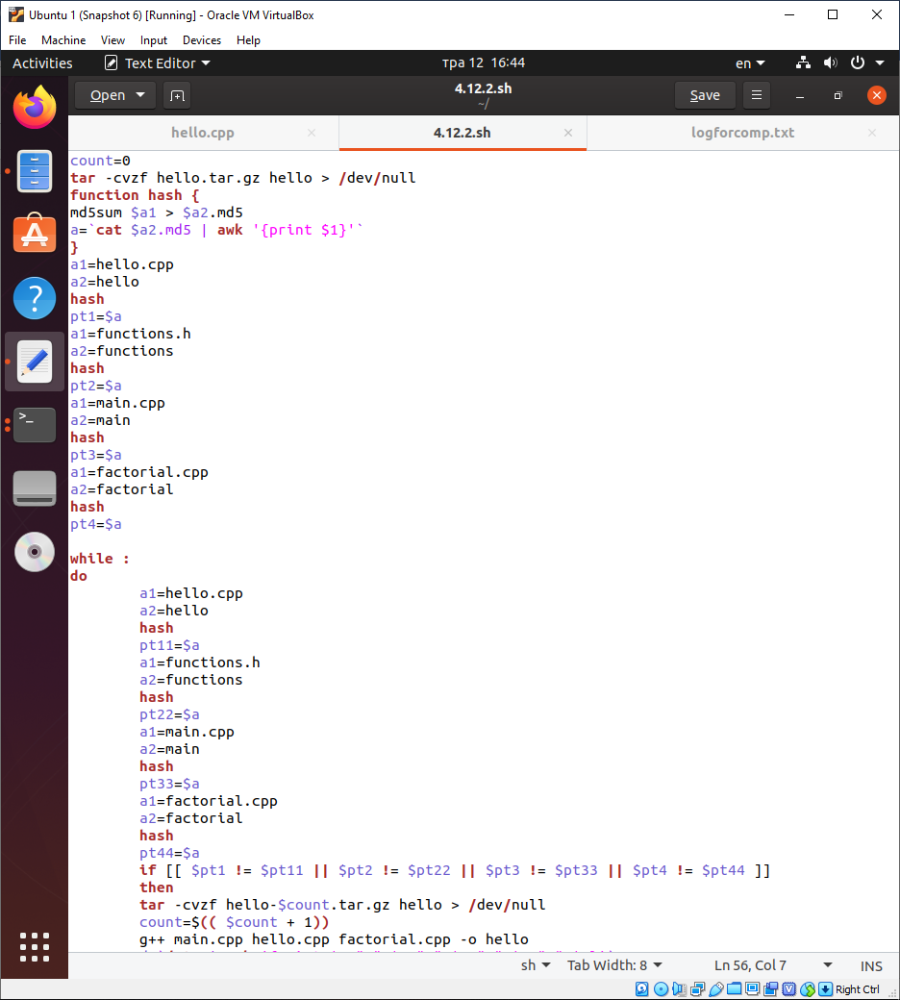 Ubuntu 1 (Snapshot 6) [Running] - Oracle VM VirtualBox
File Machine View Input Devices Help
Activities Text Editor тра 12 16:44 en
Open 4.12.2.sh Save
~/
hello.cpp 4.12.2.sh logforcomp.txt
count=0
tar -cvzf hello.tar.gz hello > /dev/null
function hash {
md5sum $a1 > $a2.md5
a=`cat $a2.md5 | awk '{print $1}'`
}
a1=hello.cpp
a2=hello
hash
pt1=$a
a1=functions.h
a2=functions
hash
pt2=$a
a1=main.cpp
a2=main
hash
pt3=$a
a1=factorial.cpp
a2=factorial
hash
pt4=$a
while :
do
a1=hello.cpp
a2=hello
hash
pt11=$a
a1=functions.h
a2=functions
hash
pt22=$a
a1=main.cpp
a2=main
hash
pt33=$a
a1=factorial.cpp
a2=factorial
hash
pt44=$a
if [[ $pt1 != $pt11 || $pt2 != $pt22 || $pt3 != $pt33 || $pt4 != $pt44 ]]
then
tar -cvzf hello-$count.tar.gz hello > /dev/null
count=$(( $count + 1))
g++ main.cpp hello.cpp factorial.cpp -o hello
sh Tab Width: 8 Ln 56, Col 7 INS
Right Ctrl